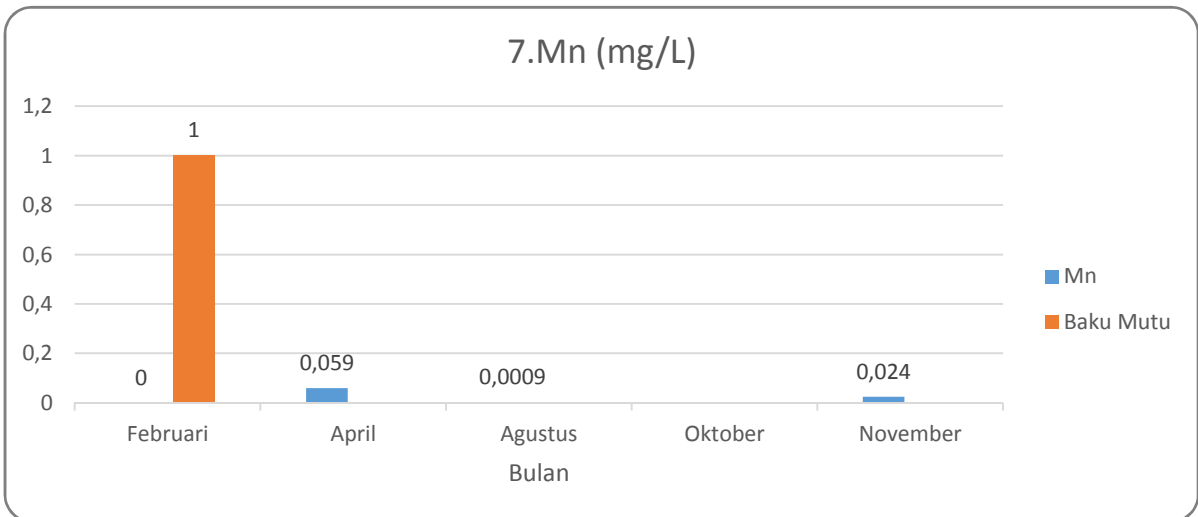 7.Mn (mg/L)
1,2
1
0,8
0,6
0,4
0,2
0
0
1
0,059
0,0009
0,024
Februari
April
Agustus
Oktober
November
Bulan
Mn
Baku Mutu